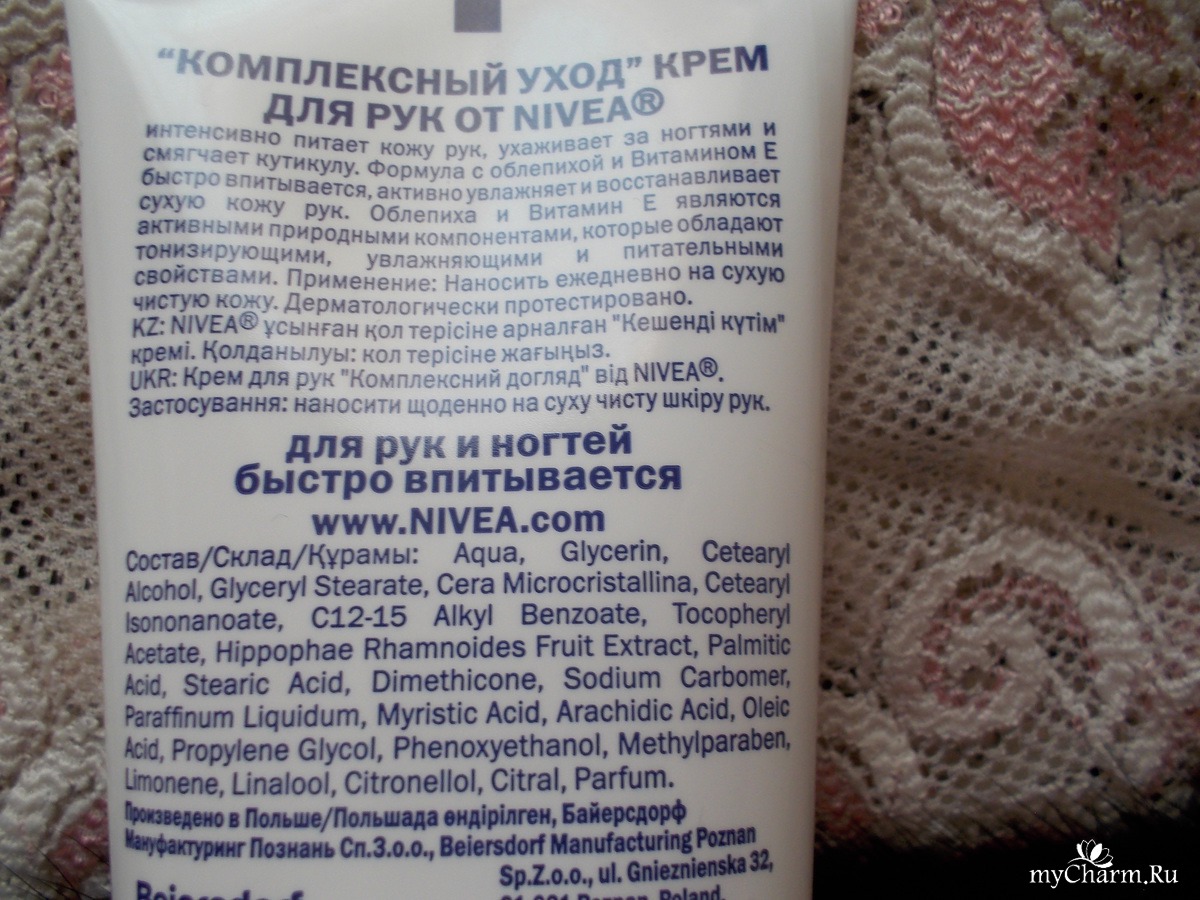 "КОМПЛЕКСНЫЙ УХОД" КРЕМ
ДЛЯ РУК ОТ NIVEA®
интенсивно питает кожу рук, ухаживает за ногтями и
смягчает кутикулу. Формула с облепихой и Витамином Е
быстро впитывается, активно увлажняет и восстанавливает
сухую кожу рук. Облепиха и Витамин Е являются
активными природными компонентами, которые обладают
тонизирующими, увлажняющими и питательными
свойствами. Применение: Наносить ежедневно на сухую
чистую кожу. Дерматологически протестировано.
KZ: NIVEA® ұсынған қол терісіне арналған "Кешенді күтім"
кремі. Қолданылуы: кол терісіне жағыңыз.
UKR: Крем для рук "Комплексний догляд" від NIVEA®.
Застосування: наносити щоденно на суху чисту шкіру рук.
для рук и ногтей
быстро впитывается
www.NIVEA.com
Состав/Склад/Құрамы: Aqua, Glycerin, Cetearyl
Alcohol, Glyceryl Stearate, Cera Microcristallina, Cetearyl
Isononanoate, C12-15 Alkyl Benzoate, Tocopheryl
Acetate, Hippophae Rhamnoides Fruit Extract, Palmitic
Acid, Stearic Acid, Dimethicone, Sodium Carbomer,
Paraffinum Liquidum, Myristic Acid, Arachidic Acid, Oleic
Acid, Propylene Glycol, Phenoxyethanol, Methylparaben,
Limonene, Linalool, Citronellol, Citral, Parfum.
Произведено в Польше/Польшада өндірілген, Байерсдорф
Мануфактуринг Познань Сп.З.о.о., Beiersdorf Manufacturing Poznan
Sp.Z.o.o., ul. Gnieznienska 32,
Beiersdorf
Poznan, Poland.
myCharm.Ru